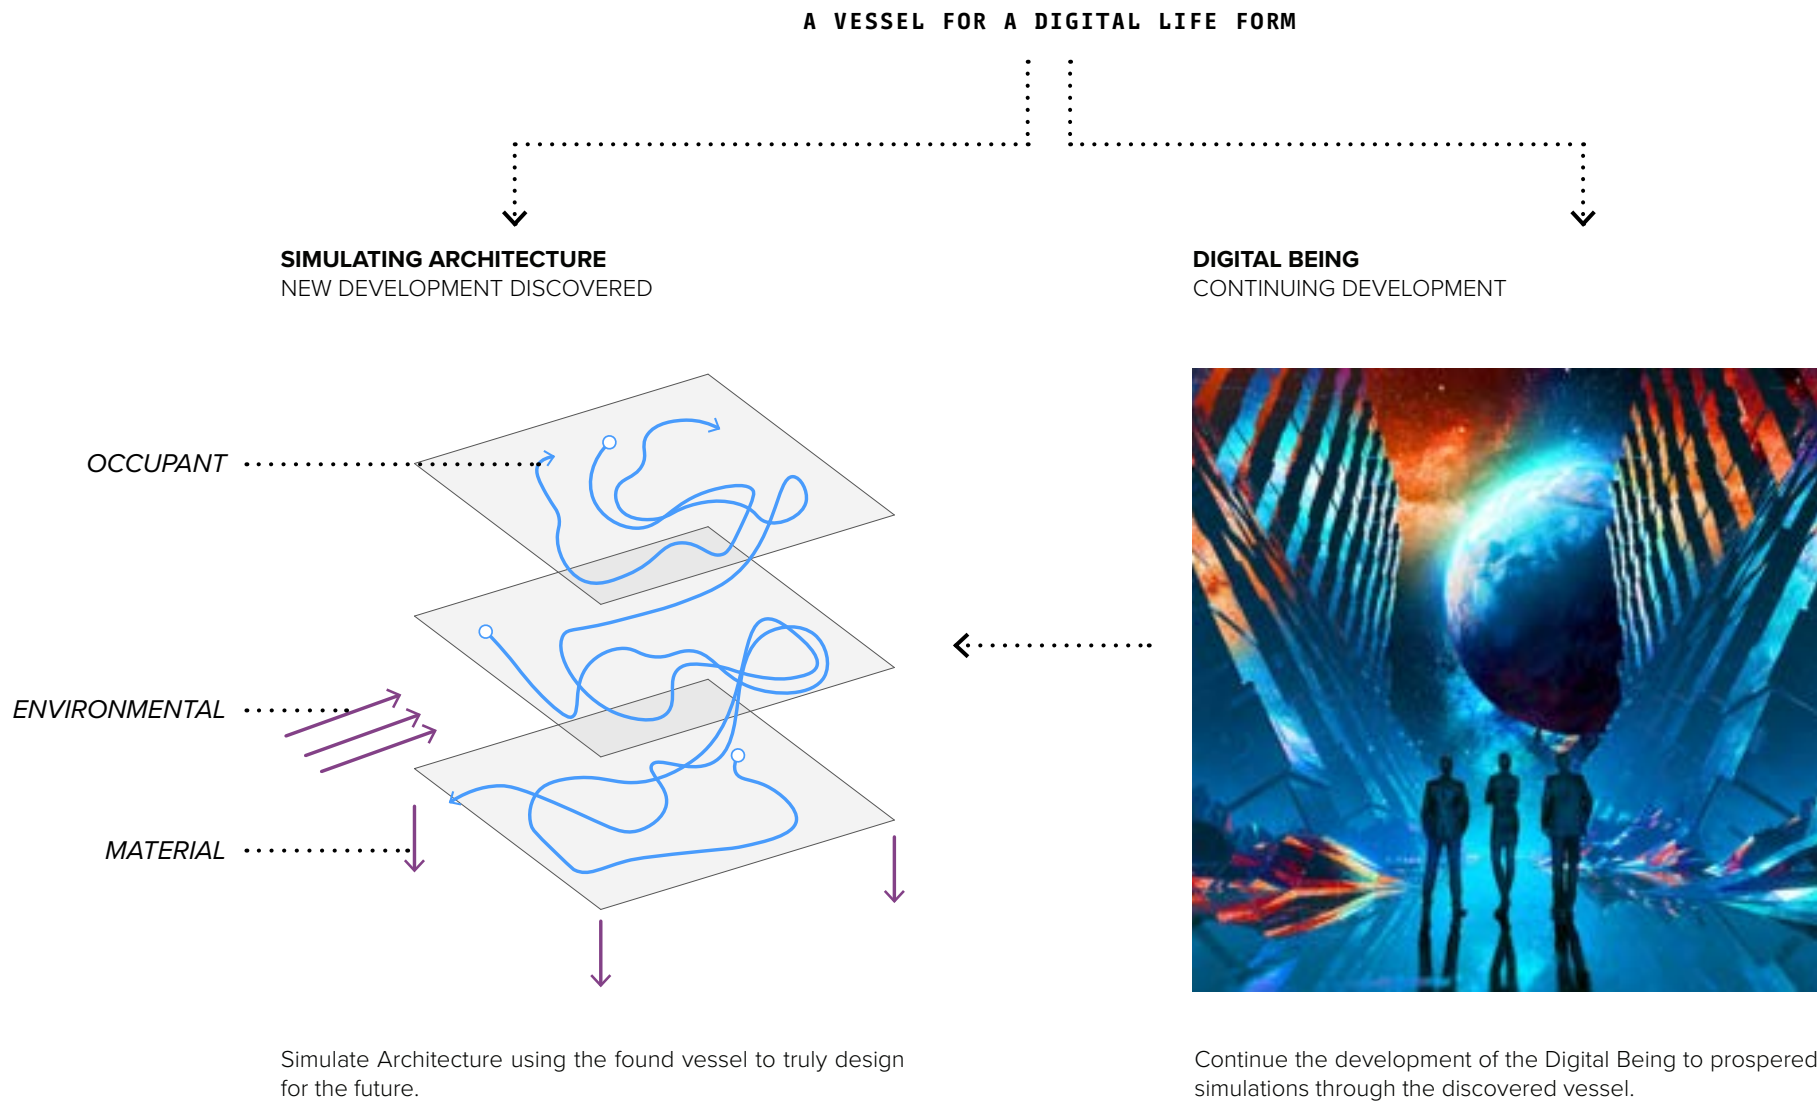 A VESSEL FOR A DIGITAL LIFE FORM
SIMULATING ARCHITECTURE
NEW DEVELOPMENT DISCOVERED
DIGITAL BEING
CONTINUING DEVELOPMENT
OCCUPANT
ENVIRONMENTAL
MATERIAL
Simulate Architecture using the found vessel to truly design
for the future.
Continue the development of the Digital Being to prospered
simulations through the discovered vessel.